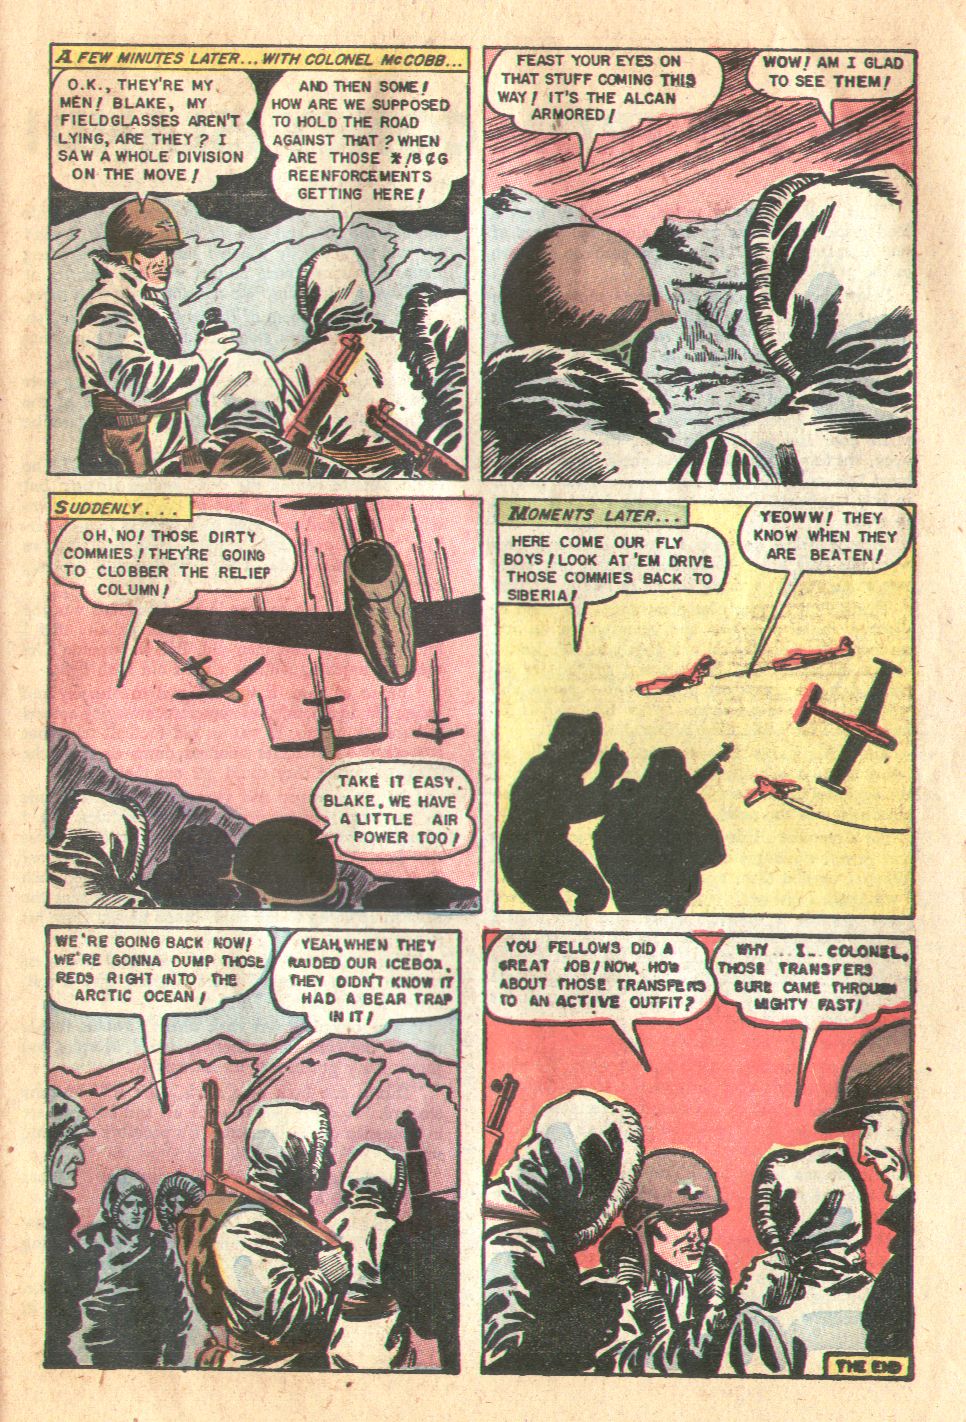 A FEW MINUTES LATER... WITH COLONEL McCOBB...
O.K., THEY'RE MY
MEN! BLAKE, MY
FIELDGLASSES AREN'T
LYING, ARE THEY? I
SAW A WHOLE DIVISION
ON THE MOVE!
AND THEN SOME!
HOW ARE WE SUPPOSED
TO HOLD THE ROAD
AGAINST THAT? WHEN
ARE THOSE *!8¢G
REENFORCEMENTS
GETTING HERE!
FEAST YOUR EYES ON
THAT STUFF COMING THIS
WAY! IT'S THE ALCAN
ARMORED!
WOW! AM I GLAD
TO SEE THEM!
SUDDENLY...
OH, NO! THOSE DIRTY
COMMIES! THEY'RE GOING
TO CLOBBER THE RELIEF
COLUMN!
TAKE IT EASY.
BLAKE, WE HAVE
A LITTLE AIR
POWER TOO!
MOMENTS LATER...
HERE COME OUR FLY
BOYS! LOOK AT 'EM DRIVE
THOSE COMMIES BACK TO
SIBERIA!
YEOWW! THEY
KNOW WHEN THEY
ARE BEATEN!
WE'RE GOING BACK NOW!
WE'RE GONNA DUMP THOSE
REDS RIGHT INTO THE
ARCTIC OCEAN!
YEAH, WHEN THEY
RAIDED OUR ICEBOX,
THEY DIDN'T KNOW IT
HAD A BEAR TRAP
IN IT!
YOU FELLOWS DID A
GREAT JOB! NOW, HOW
ABOUT THOSE TRANSFERS
TO AN ACTIVE OUTFIT?
WHY...I...COLONEL,
THOSE TRANSFERS
SURE CAME THROUGH
MIGHTY FAST!
THE END